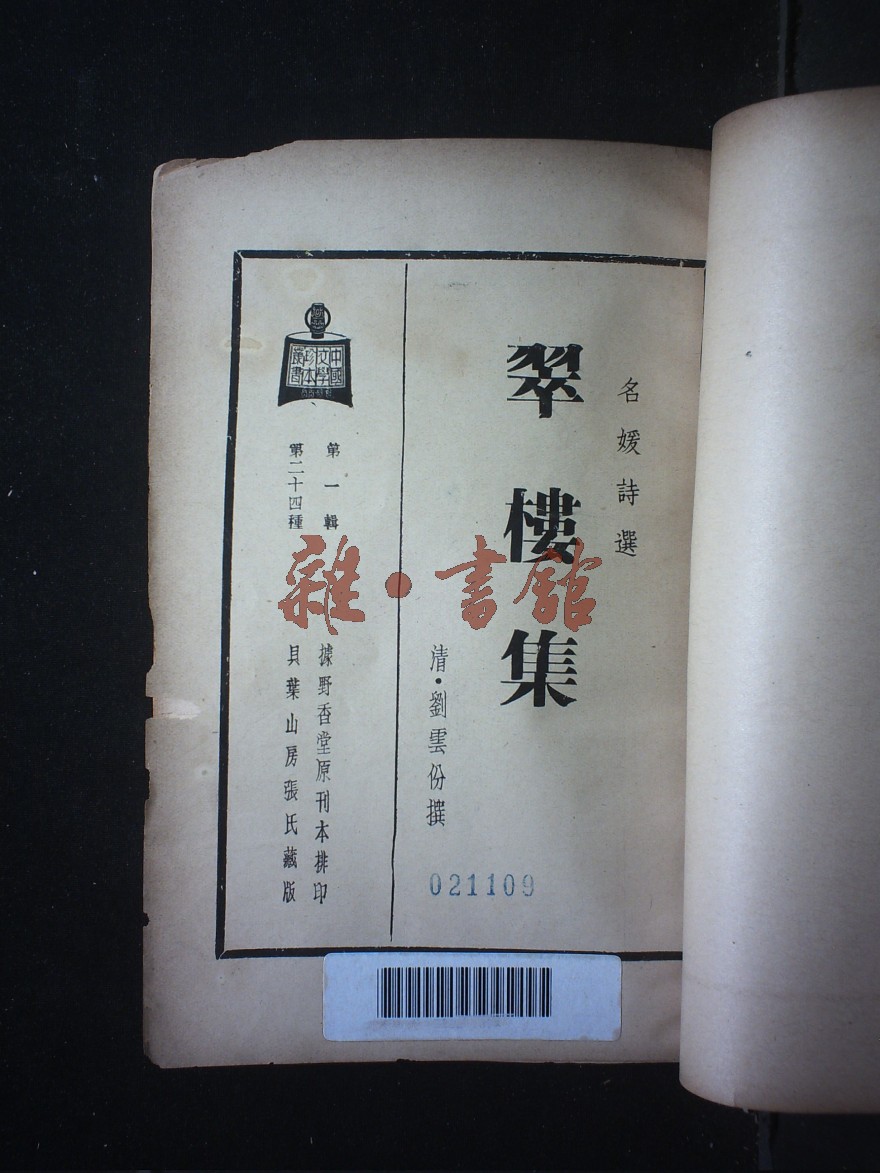 名媛詩選
翠樓集
清·劉雲份撰
021109
中國
文學
珍本
叢書
第一輯
第二十四種
據野香堂原刊本排印
貝葉山房張氏藏版
雜·書館